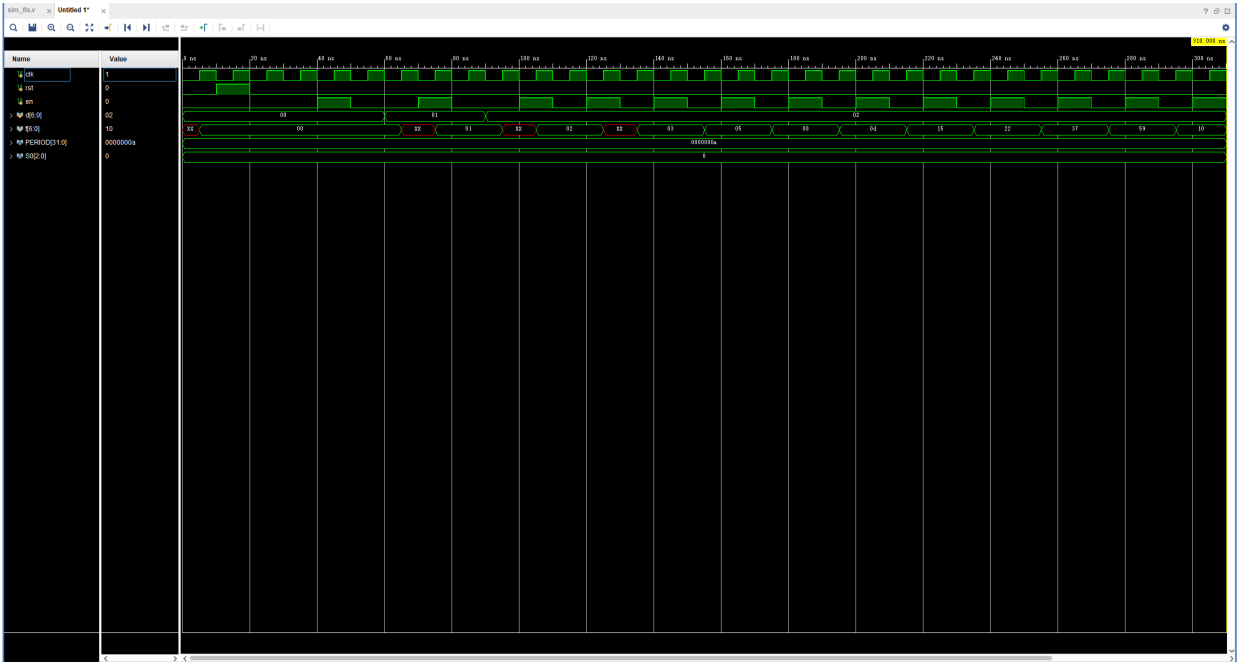 sim_fls.v × Untitled 1* ×
310.000 ns
Name Value
0 ns 20 ns 40 ns 60 ns 80 ns 100 ns 120 ns 140 ns 160 ns 180 ns 200 ns 220 ns 240 ns 260 ns 280 ns 300 ns
clk 1
rst 0
en 0
d[6:0] 02 00 01 02
f[6:0] 10 XX 00 XX 01 XX 02 XX 03 05 08 0d 15 22 37 59 10
PERIOD[31:0] 0000000a 0000000a
S0[2:0] 0 0